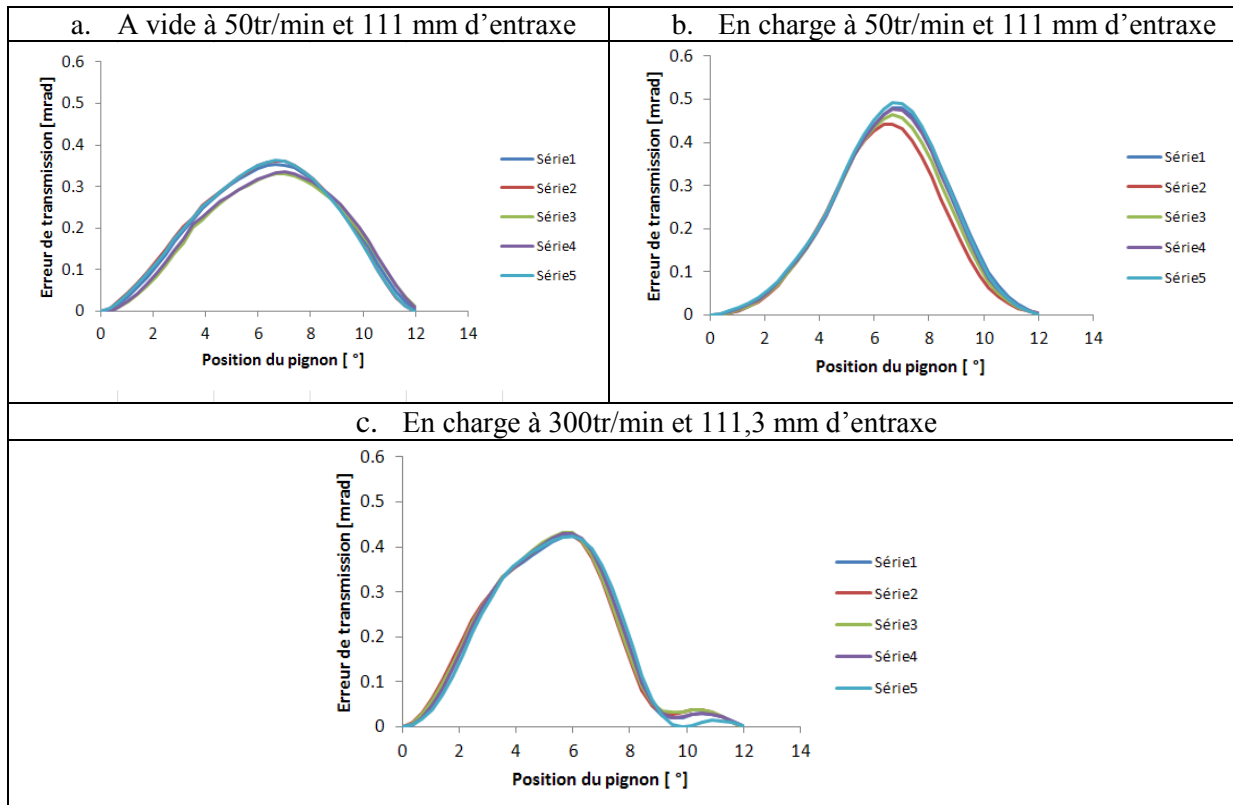 a. A vide à 50tr/min et 111 mm d’entraxe
Erreur de transmission [mrad]
0.6
0.5
0.4
0.3
0.2
0.1
0
0 2 4 6 8 10 12 14
Position du pignon [ °]
Série1
Série2
Série3
Série4
Série5
b. En charge à 50tr/min et 111 mm d’entraxe
Erreur de transmission [mrad]
0.6
0.5
0.4
0.3
0.2
0.1
0
0 2 4 6 8 10 12 14
Position du pignon [ °]
Série1
Série2
Série3
Série4
Série5
c. En charge à 300tr/min et 111,3 mm d’entraxe
Erreur de transmission [mrad]
0.6
0.5
0.4
0.3
0.2
0.1
0
0 2 4 6 8 10 12 14
Position du pignon [ °]
Série1
Série2
Série3
Série4
Série5